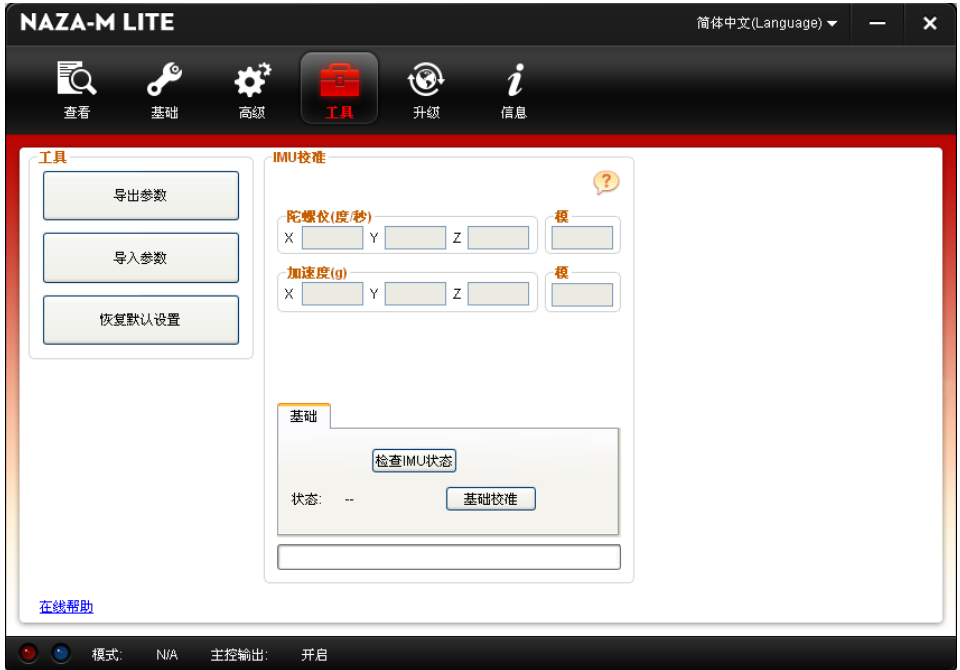 NAZA-M LITE
简体中文(Language)
查看 基础 高级 工具 升级 信息
工具
导出参数
导入参数
恢复默认设置
IMU校准
?
陀螺仪(度/秒) 模
X Y Z
加速度(g) 模
X Y Z
基础
检查IMU状态
状态: --
基础校准
在线帮助
模式: N/A 主控输出: 开启